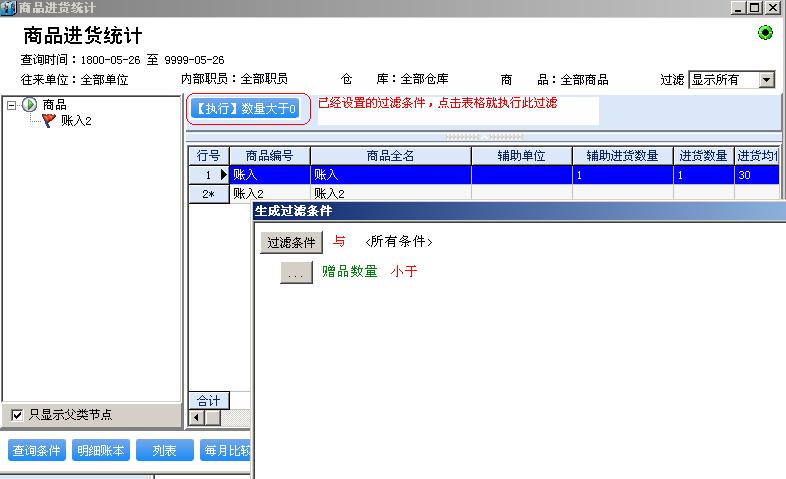 商品进货统计
商品进货统计
查询时间：1800-05-26 至 9999-05-26
往来单位：全部单位 内部职员：全部职员 仓 库：全部仓库 商 品：全部商品 过滤 显示所有
商品
账入2
【执行】数量大于0 已经设置的过滤条件，点击表格就执行此过滤
行号 商品编号 商品全名 辅助单位 辅助进货数量 进货数量 进货均
1 账入 账入 1 1 30
2* 账入2 账入2
生成过滤条件
过滤条件 与 <所有条件>
... 赠品数量 小于
合计
只显示父类节点
查询条件 明细账本 列表 每月比较